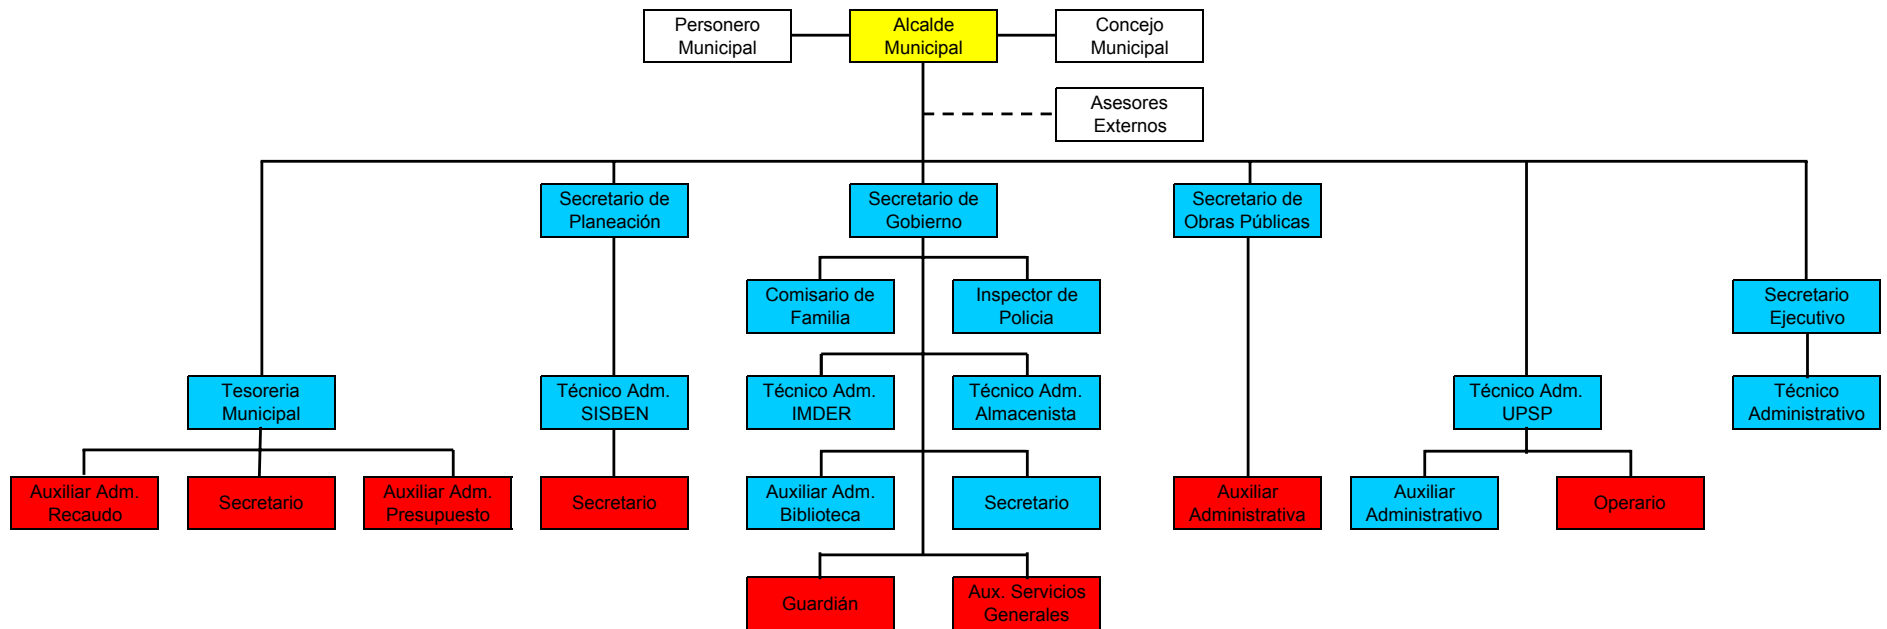 Personero
Municipal
Alcalde
Municipal
Concejo
Municipal
Asesores
Externos
Secretario de
Planeación
Secretario de
Gobierno
Secretario de
Obras Públicas
Comisario de
Familia
Inspector de
Policia
Secretario
Ejecutivo
Tesoreria
Municipal
Técnico Adm.
SISBEN
Técnico Adm.
IMDER
Técnico Adm.
Almacenista
Técnico Adm.
UPSP
Técnico
Administrativo
Auxiliar Adm.
Recaudo
Secretario
Auxiliar Adm.
Presupuesto
Secretario
Auxiliar Adm.
Biblioteca
Secretario
Auxiliar
Administrativa
Auxiliar
Administrativo
Operario
Guardián
Aux. Servicios
Generales